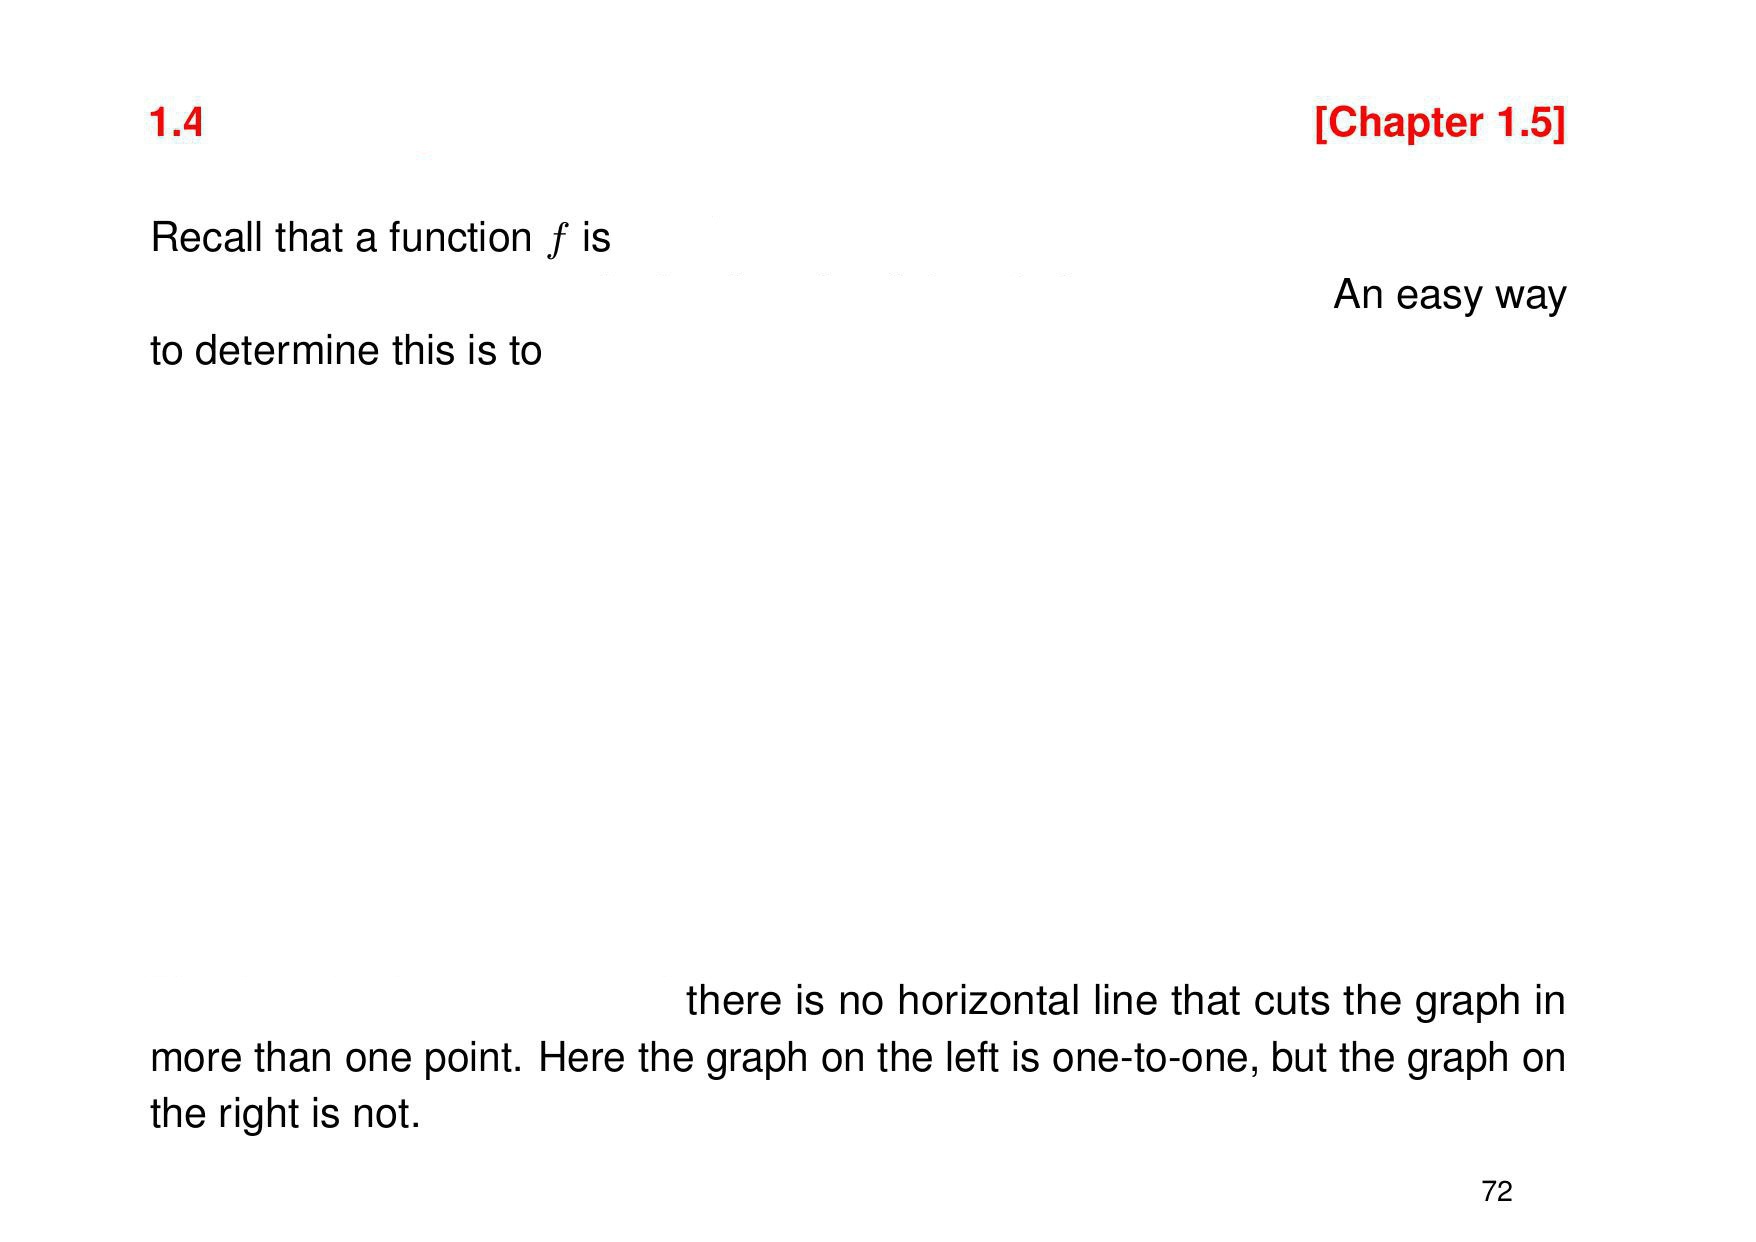 1.4 [Chapter 1.5]
Recall that a function f is
An easy way
to determine this is to
there is no horizontal line that cuts the graph in
more than one point. Here the graph on the left is one-to-one, but the graph on
the right is not.
72